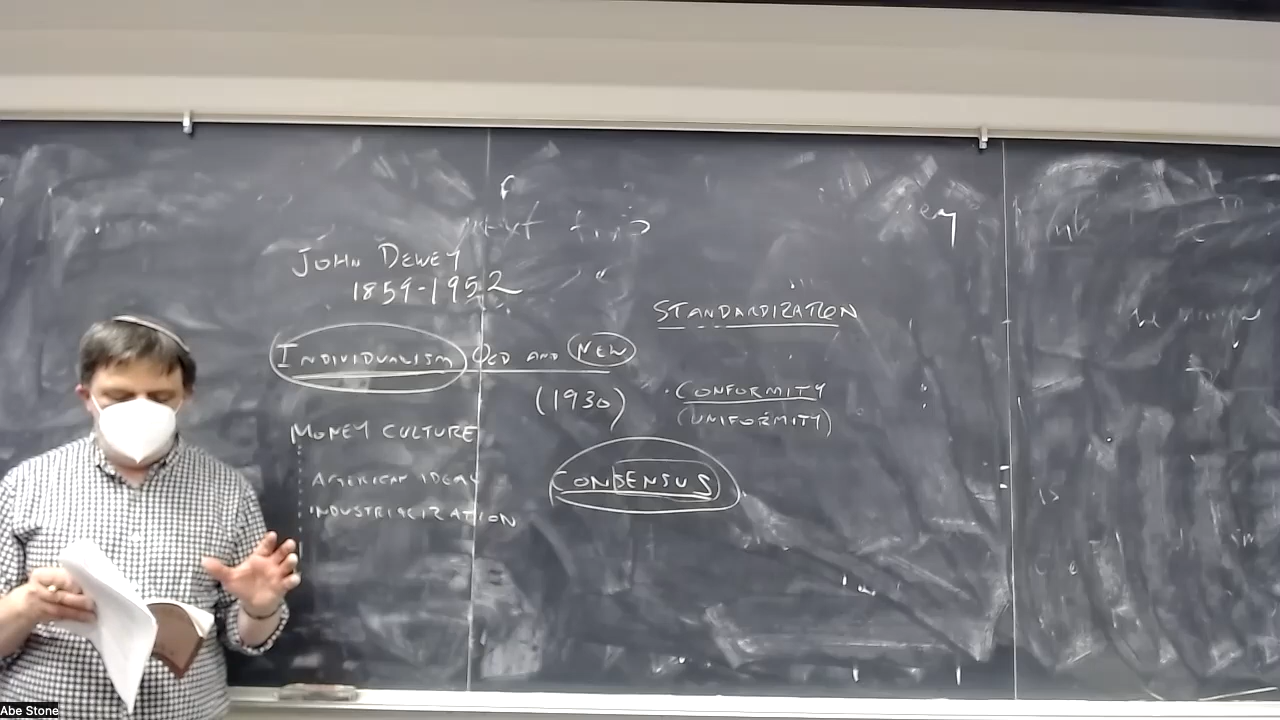 JOHN DEWEY
1859-1952
INDIVIDUALISM OLD AND NEW
(1930)
MONEY CULTURE
AMERICAN IDEAL
INDUSTRIALIZATION
STANDARDIZATION
CONFORMITY
(UNIFORMITY)
CONSENSUS
Abe Stone